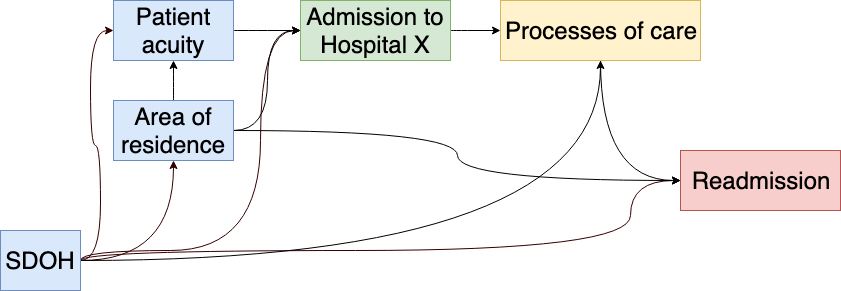 Patient
acuity
Admission to
Hospital X
Processes of care
Area of
residence
Readmission
SDOH